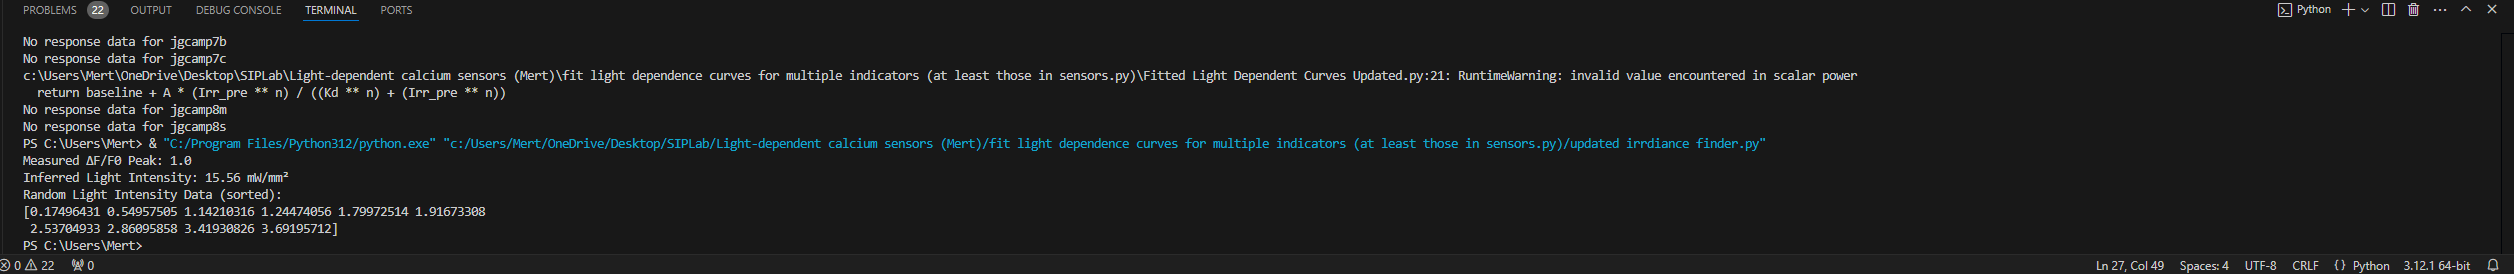 PROBLEMS 22 OUTPUT DEBUG CONSOLE TERMINAL PORTS Python
No response data for jgcamp7b
No response data for jgcamp7c
c:\Users\Mert\OneDrive\Desktop\SIPLab\Light-dependent calcium sensors (Mert)\fit light dependence curves for multiple indicators (at least those in sensors.py)\Fitted Light Dependent Curves Updated.py:21: RuntimeWarning: invalid value encountered in scalar power
  return baseline + A * (Irr_pre ** n) / ((Kd ** n) + (Irr_pre ** n))
No response data for jgcamp8m
No response data for jgcamp8s
PS C:\Users\Mert> & "C:/Program Files/Python312/python.exe" "c:/Users/Mert/OneDrive/Desktop/SIPLab/Light-dependent calcium sensors (Mert)/fit light dependence curves for multiple indicators (at least those in sensors.py)/updated irrdiance finder.py"
Measured ΔF/F0 Peak: 1.0
Inferred Light Intensity: 15.56 mW/mm²
Random Light Intensity Data (sorted):
[0.17496431 0.54957505 1.14210316 1.24474056 1.79972514 1.91673308
 2.53704933 2.86095858 3.41930826 3.69195712]
PS C:\Users\Mert>
0 22 0 Ln 27, Col 49 Spaces: 4 UTF-8 CRLF {} Python 3.12.1 64-bit